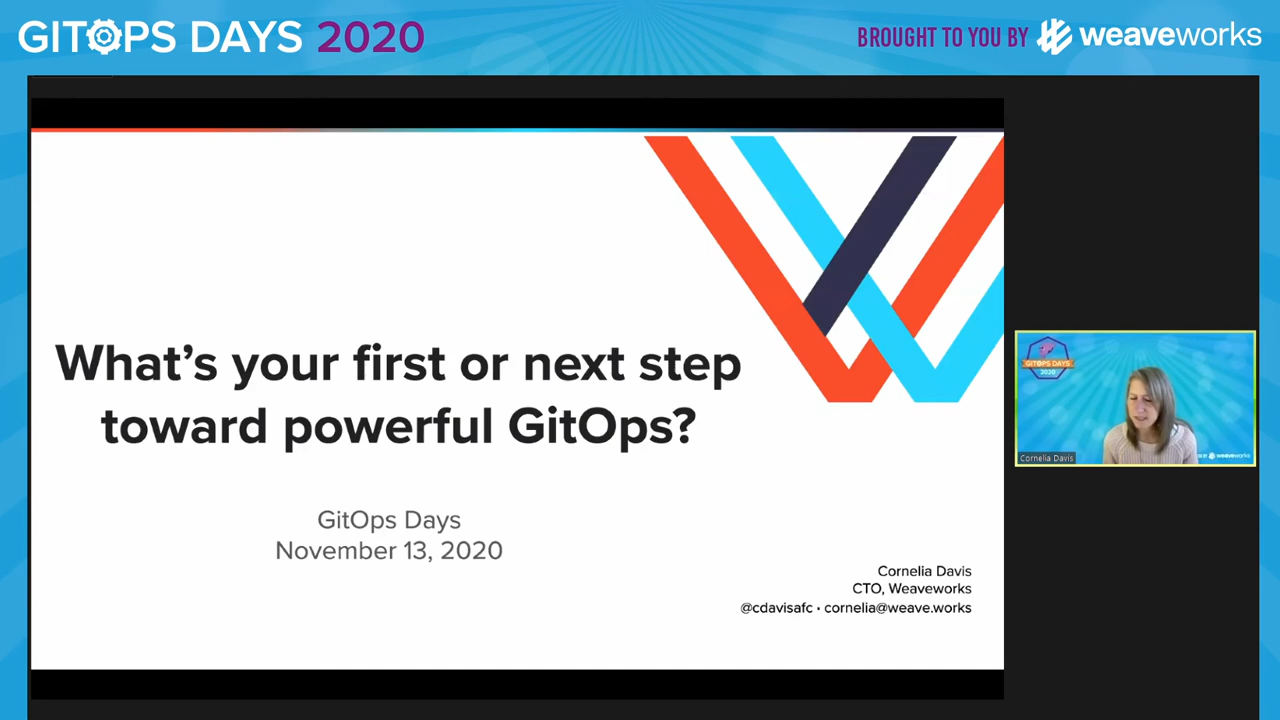 GITOPS DAYS 2020
BROUGHT TO YOU BY weaveworks
What's your first or next step
toward powerful GitOps?
GitOps Days
November 13, 2020
Cornelia Davis
CTO, Weaveworks
@cdavisafc • cornelia@weave.works
GITOPS DAYS
2020
Cornelia Davis
weaveworks